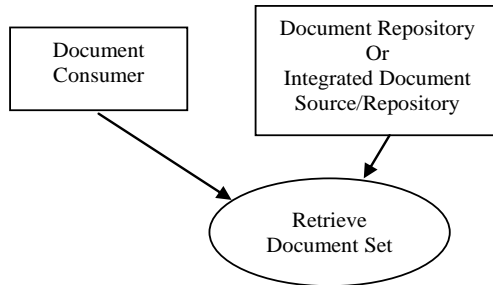 Document
Consumer
Document Repository
Or
Integrated Document
Source/Repository
Retrieve
Document Set